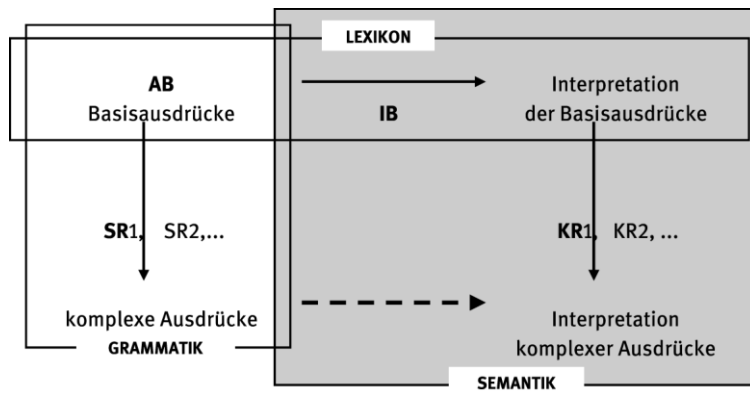 LEXIKON
AB
Basisausdrücke
IB
Interpretation
der Basisausdrücke
SR1, SR2,...
KR1, KR2, ...
komplexe Ausdrücke
GRAMMATIK
Interpretation
komplexer Ausdrücke
SEMANTIK